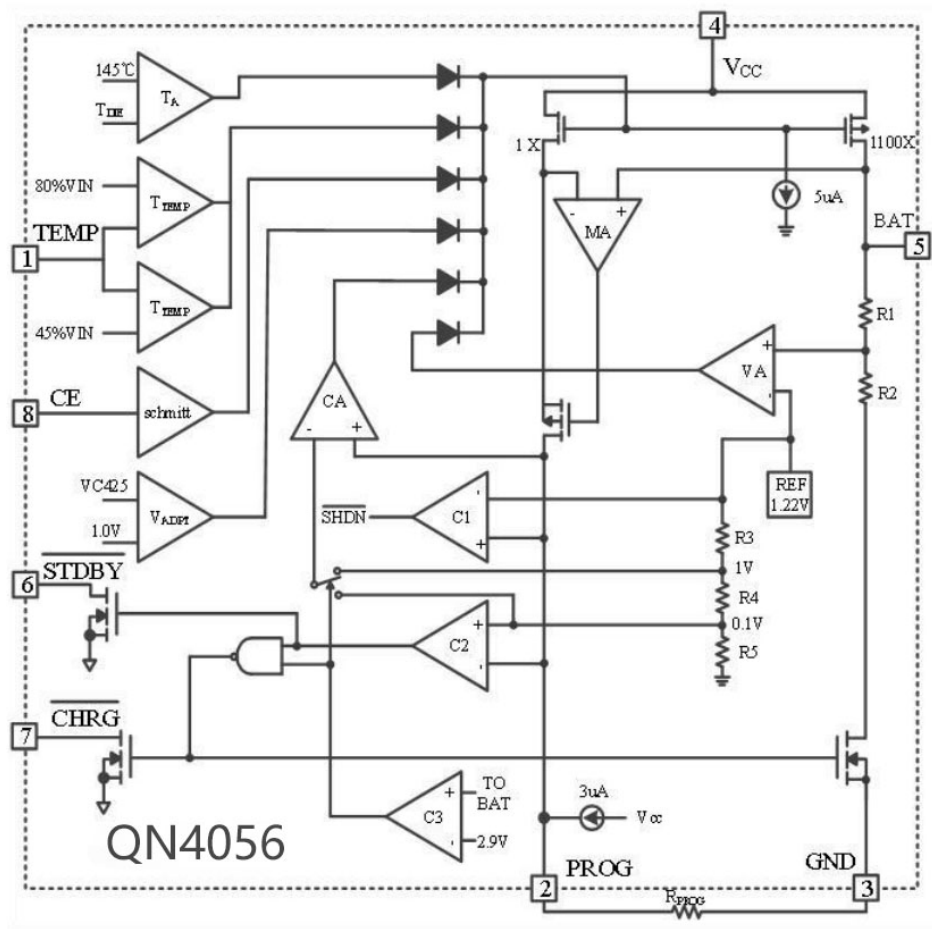 4
VCC
145℃
TDIE
TA
1 X
1100X
80%VIN
TTEMP
5uA
TEMP
MA
- +
BAT
1
5
TTEMP
45%VIN
R1
+
VA
-
R2
CE
8
schmitt
CA
- +
REF
1.22V
VC425
VADPT
1.0V
SHDN
C1
-
+
R3
1V
STDBY
6
R4
0.1V
+
C2
-
R5
CHRG
7
TO
BAT
+
C3
-
2.9V
3uA
Vcc
QN4056
PROG
GND
2
3
RPROG